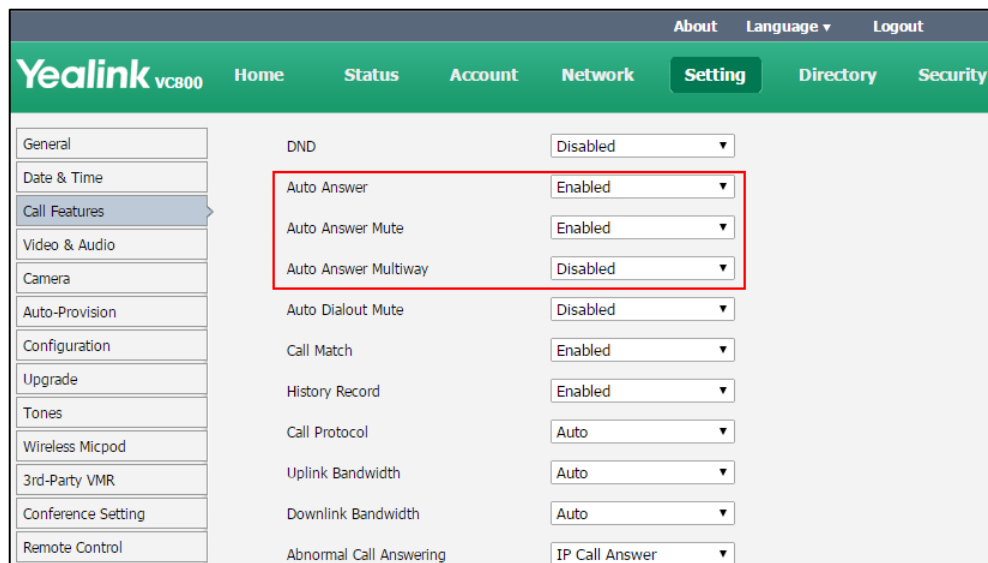 About Language Logout
Yealink VC800 Home Status Account Network Setting Directory Security
General
Date & Time
Call Features
Video & Audio
Camera
Auto-Provision
Configuration
Upgrade
Tones
Wireless Micpod
3rd-Party VMR
Conference Setting
Remote Control
DND Disabled
Auto Answer Enabled
Auto Answer Mute Enabled
Auto Answer Multiway Disabled
Auto Dialout Mute Disabled
Call Match Enabled
History Record Enabled
Call Protocol Auto
Uplink Bandwidth Auto
Downlink Bandwidth Auto
Abnormal Call Answering IP Call Answer